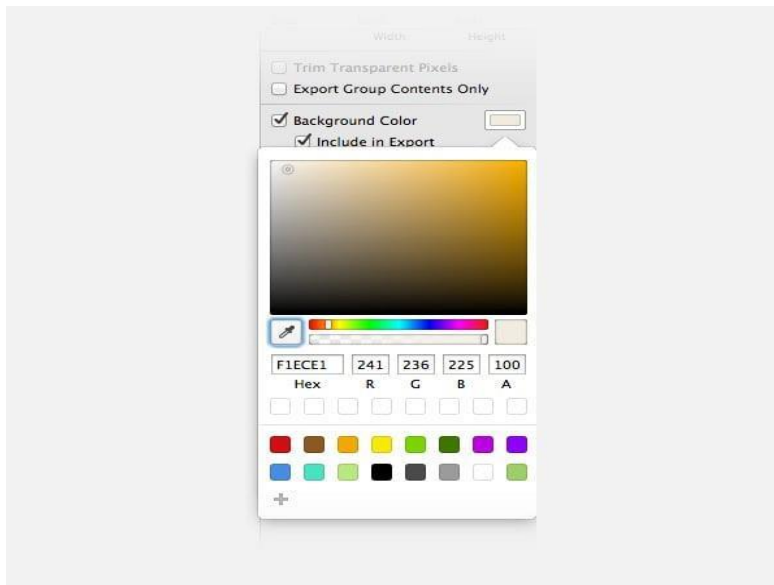 Width Height
Trim Transparent Pixels
Export Group Contents Only
Background Color
Include in Export
F1ECE1 241 236 225 100
Hex R G B A